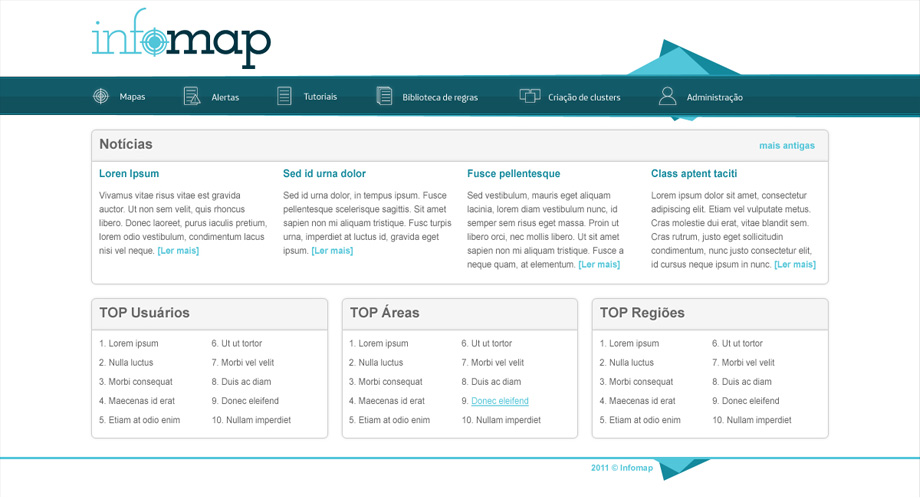 infomap
Mapas
Alertas
Tutoriais
Biblioteca de regras
Criação de clusters
Administração
Notícias
mais antigas
Loren Ipsum
Vivamus vitae risus vitae est gravida
auctor. Ut non sem velit, quis rhoncus
libero. Donec laoreet, purus iaculis pretium,
lorem odio vestibulum, condimentum lacus
nisi vel neque. [Ler mais]
Sed id urna dolor
Sed id urna dolor, in tempus ipsum. Fusce
pellentesque scelerisque sagittis. Sit amet
sapien non mi aliquam tristique. Fusc turpis
urna, imperdiet at luctus id, gravida eget
ipsum. [Ler mais]
Fusce pellentesque
Sed vestibulum, mauris eget aliquam
lacinia, lorem diam vestibulum nunc, id
semper sem risus eget massa. Proin ut
libero orci, nec mollis libero. Ut sit amet
sapien non mi aliquam tristique. Fusce a
neque quam, at elementum. [Ler mais]
Class aptent taciti
Lorem ipsum dolor sit amet, consectetur
adipiscing elit. Etiam vel vulputate metus.
Cras molestie dui erat, vitae blandit sem.
Cras rutrum, justo eget sollicitudin
condimentum, nunc justo consectetur elit,
id cursus neque ipsum in nunc. [Ler mais]
TOP Usuários
1. Lorem ipsum
2. Nulla luctus
3. Morbi consequat
4. Maecenas id erat
5. Etiam at odio enim
6. Ut ut tortor
7. Morbi vel velit
8. Duis ac diam
9. Donec eleifend
10. Nullam imperdiet
TOP Áreas
1. Lorem ipsum
2. Nulla luctus
3. Morbi consequat
4. Maecenas id erat
5. Etiam at odio enim
6. Ut ut tortor
7. Morbi vel velit
8. Duis ac diam
9. Donec eleifend
10. Nullam imperdiet
TOP Regiões
1. Lorem ipsum
2. Nulla luctus
3. Morbi consequat
4. Maecenas id erat
5. Etiam at odio enim
6. Ut ut tortor
7. Morbi vel velit
8. Duis ac diam
9. Donec eleifend
10. Nullam imperdiet
2011 © Infomap